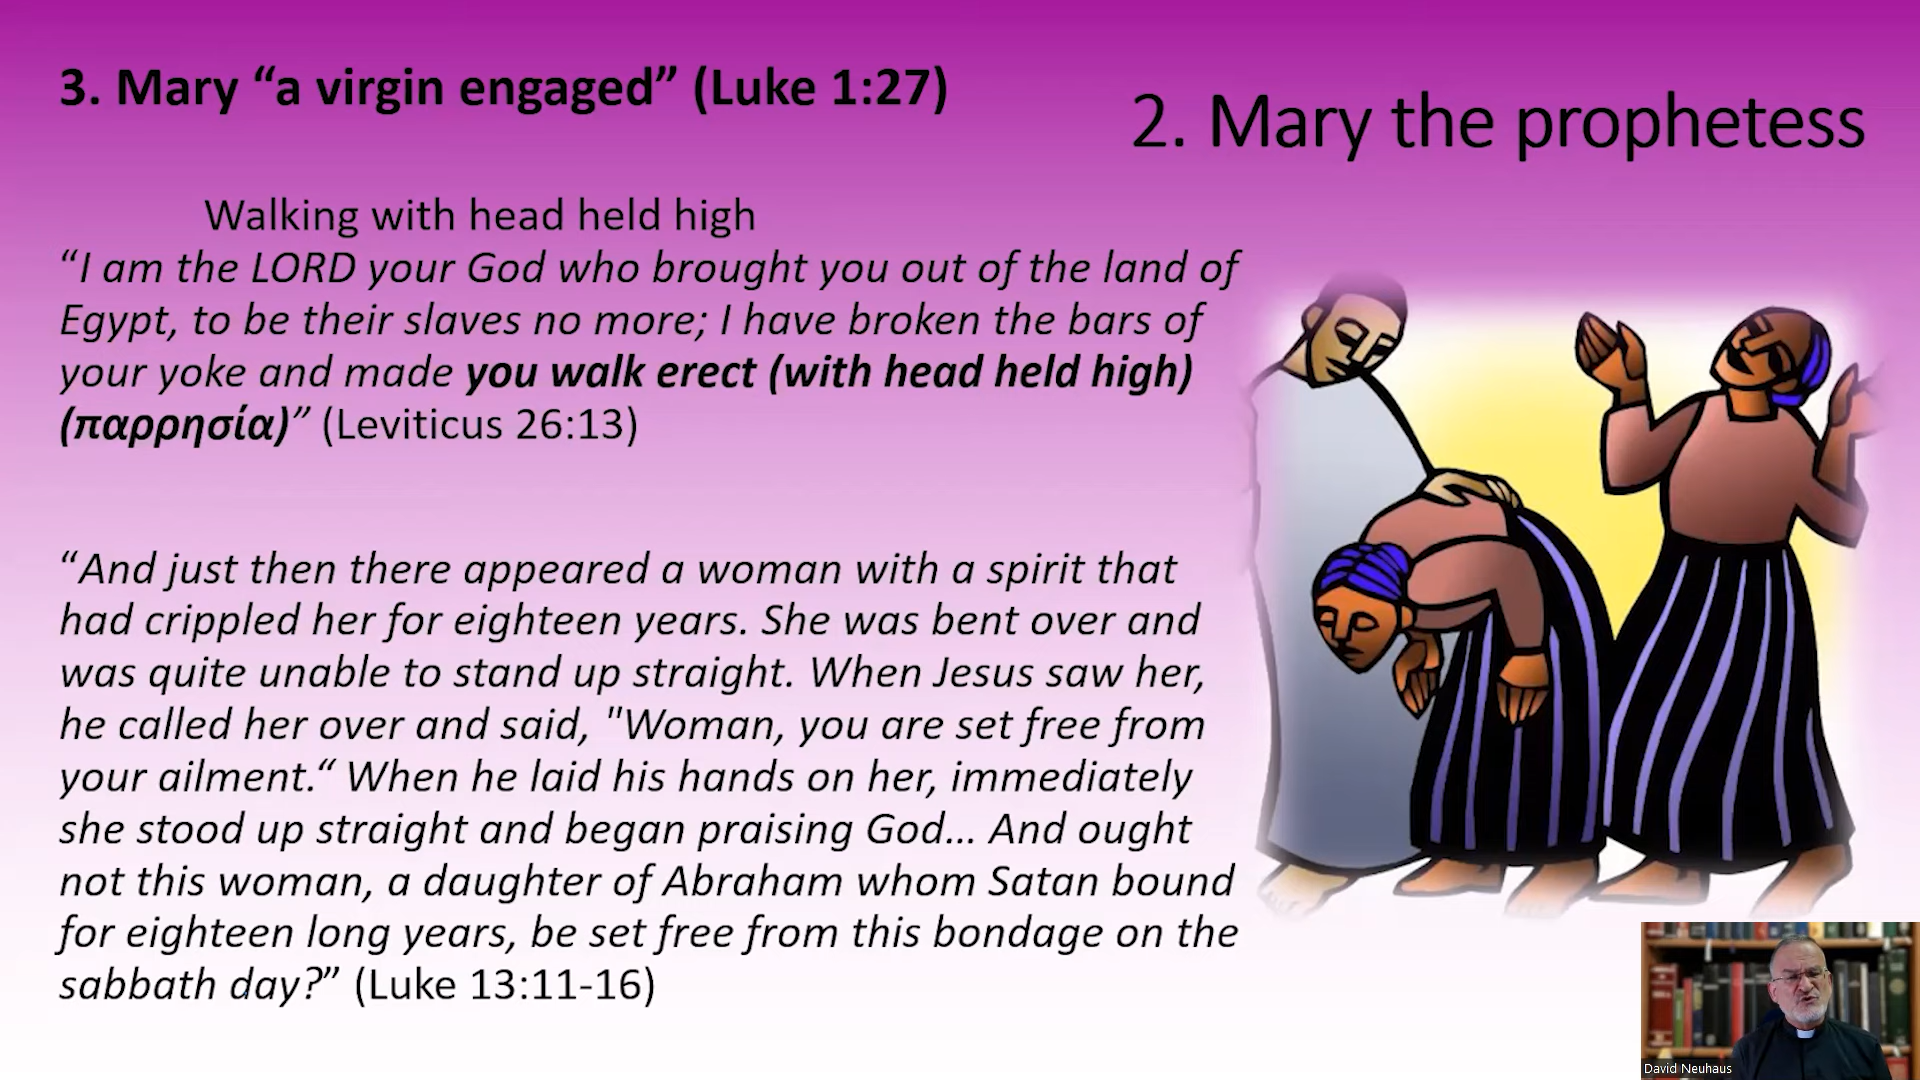 3. Mary “a virgin engaged” (Luke 1:27)
2. Mary the prophetess
Walking with head held high
“I am the LORD your God who brought you out of the land of
Egypt, to be their slaves no more; I have broken the bars of
your yoke and made you walk erect (with head held high)
(παρρησία)” (Leviticus 26:13)
“And just then there appeared a woman with a spirit that
had crippled her for eighteen years. She was bent over and
was quite unable to stand up straight. When Jesus saw her,
he called her over and said, "Woman, you are set free from
your ailment.“ When he laid his hands on her, immediately
she stood up straight and began praising God… And ought
not this woman, a daughter of Abraham whom Satan bound
for eighteen long years, be set free from this bondage on the
sabbath day?” (Luke 13:11-16)
David Neuhaus